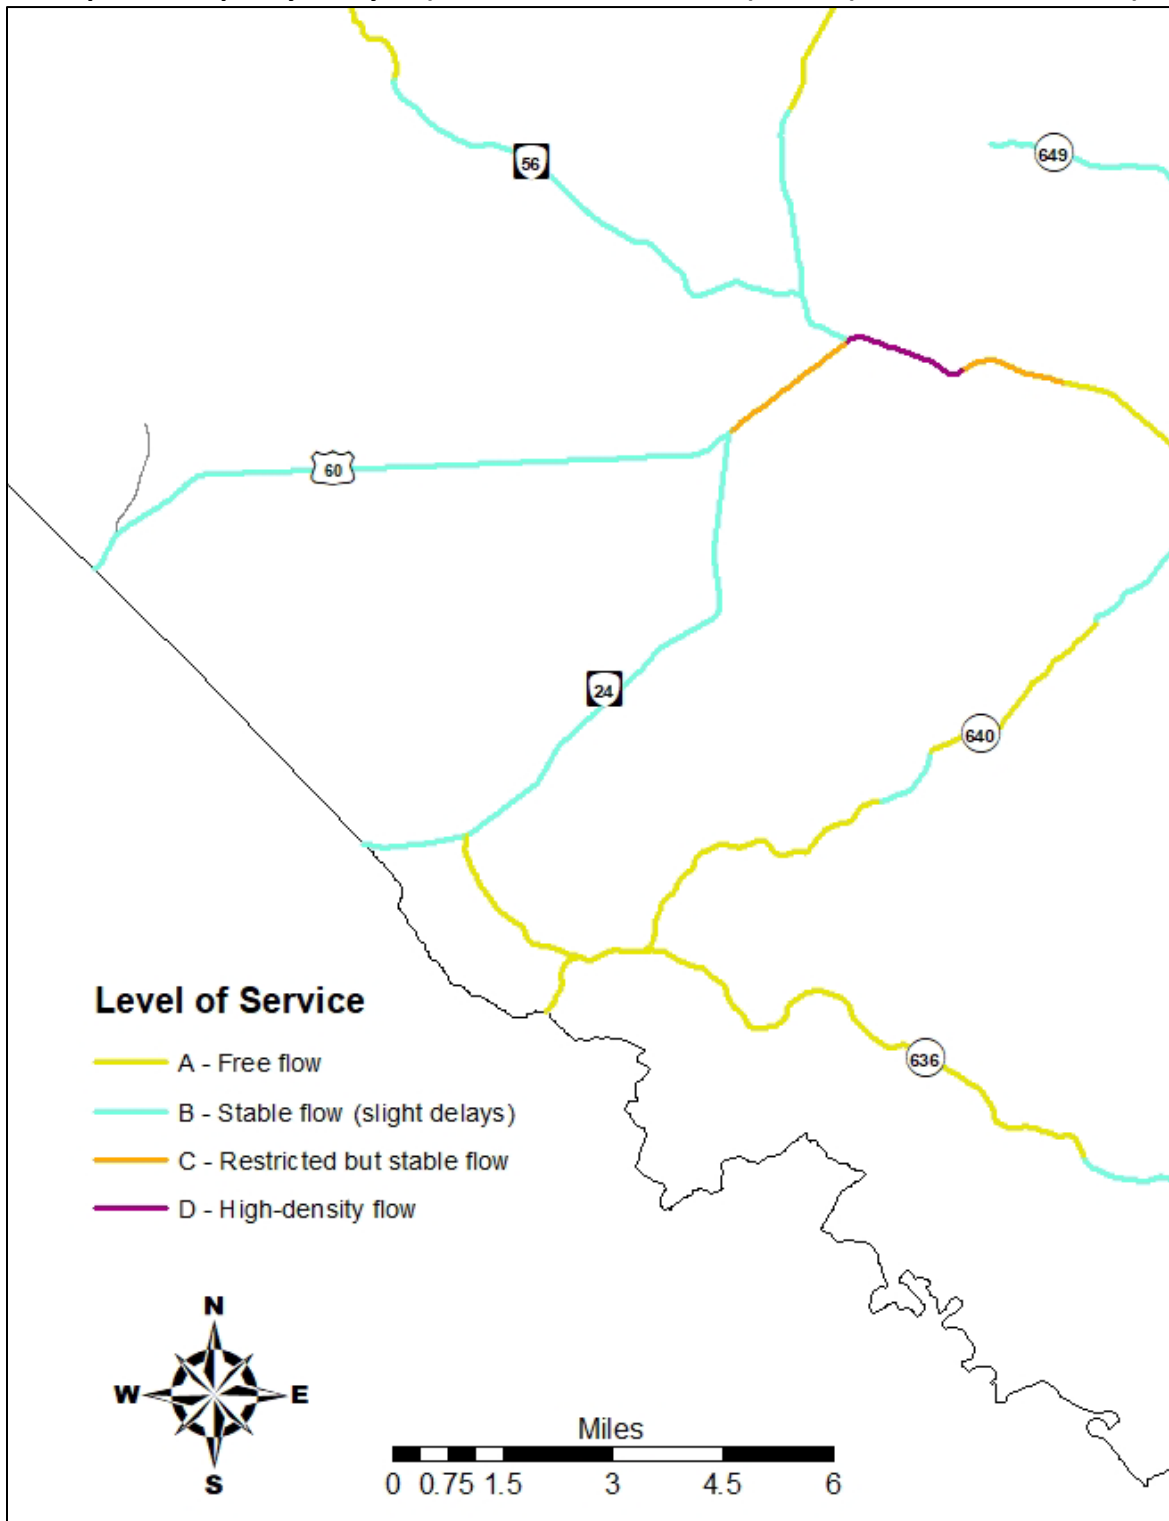 56
649
60
24
640
636
Level of Service
A - Free flow
B - Stable flow (slight delays)
C - Restricted but stable flow
D - High-density flow
N
W E
S
Miles
0 0.75 1.5 3 4.5 6